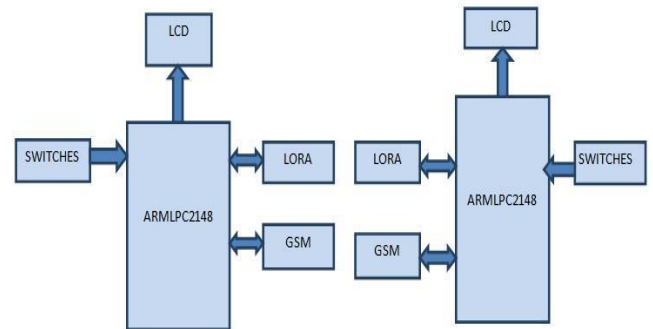 LCD
SWITCHES
ARMLPC2148
LORA
GSM
LCD
LORA
GSM
ARMLPC2148
SWITCHES